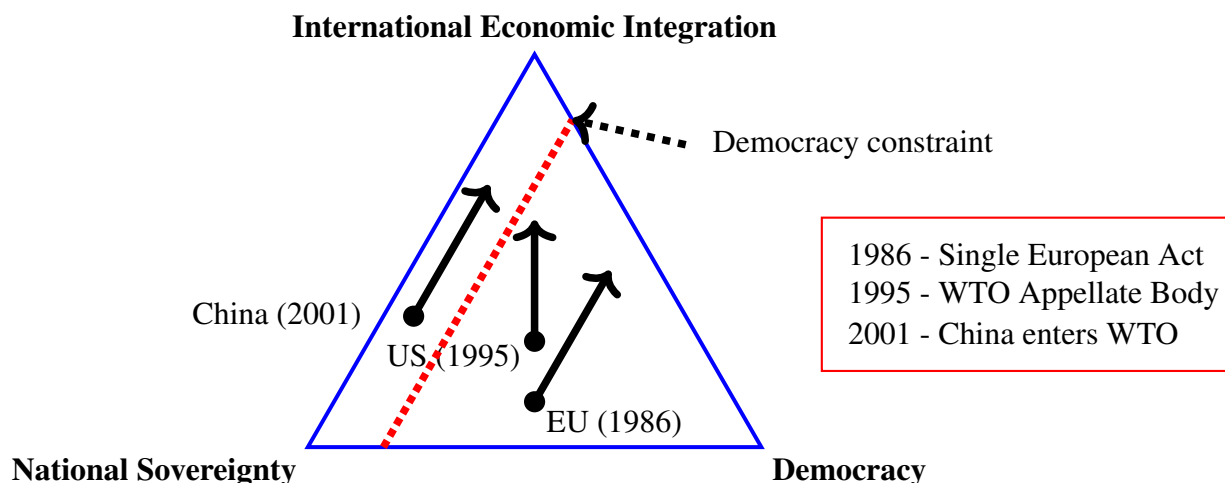 International Economic Integration
Democracy constraint
1986 - Single European Act
1995 - WTO Appellate Body
2001 - China enters WTO
China (2001)
US (1995)
EU (1986)
National Sovereignty
Democracy